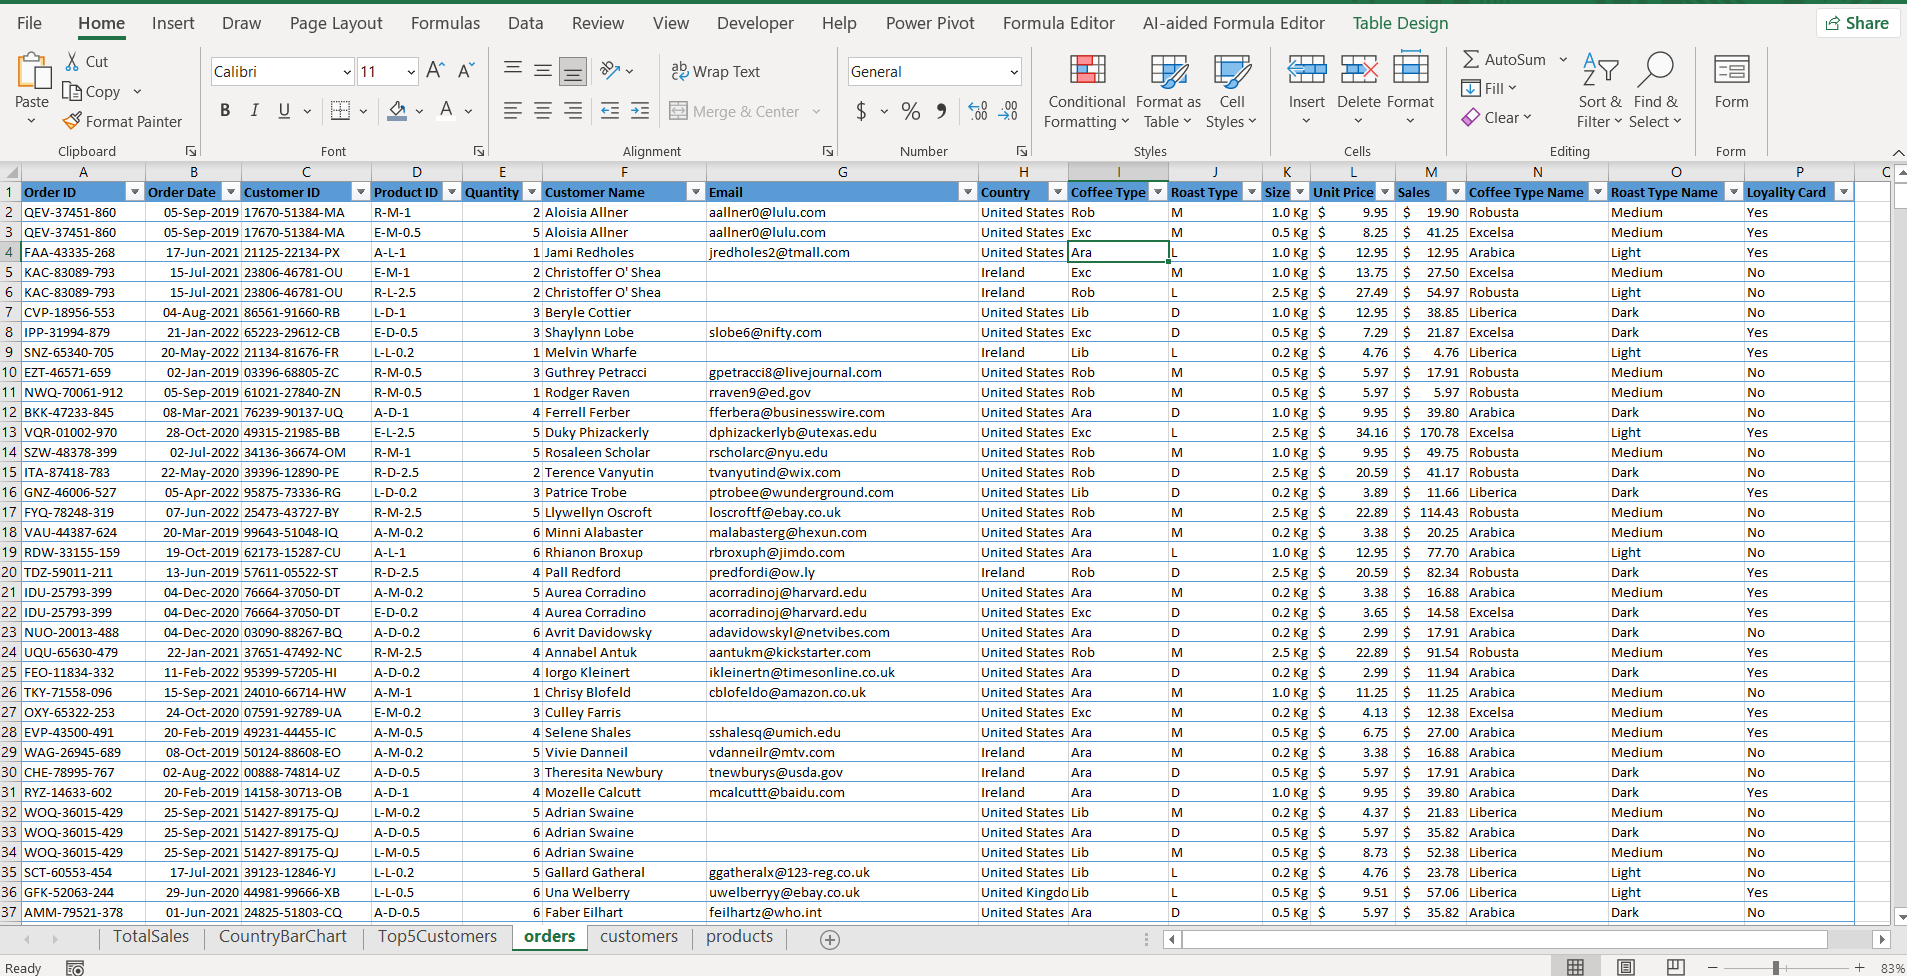 File Home Insert Draw Page Layout Formulas Data Review View Developer Help Power Pivot Formula Editor AI-aided Formula Editor Table Design Share
Paste Cut Copy Format Painter Clipboard
Calibri 11 B I U A Font
Wrap Text Merge & Center Alignment
General $ % Number
Conditional Formatting Format as Table Cell Styles Styles
Insert Delete Format Cells
AutoSum Fill Clear Sort & Filter Find & Select Editing
Form Form
A B C D E F G H I J K L M N O P Q
1 Order ID Order Date Customer ID Product ID Quantity Customer Name Email Country Coffee Type Roast Type Size Unit Price Sales Coffee Type Name Roast Type Name Loyality Card
2 QEV-37451-860 05-Sep-2019 17670-51384-MA R-M-1 2 Aloisia Allner aallner0@lulu.com United States Rob M 1.0 Kg $ 9.95 $ 19.90 Robusta Medium Yes
3 QEV-37451-860 05-Sep-2019 17670-51384-MA E-M-0.5 5 Aloisia Allner aallner0@lulu.com United States Exc M 0.5 Kg $ 8.25 $ 41.25 Excelsa Medium Yes
4 FAA-43335-268 17-Jun-2021 21125-22134-PX A-L-1 1 Jami Redholes jredholes2@tmall.com United States Ara L 1.0 Kg $ 12.95 $ 12.95 Arabica Light Yes
5 KAC-83089-793 15-Jul-2021 23806-46781-OU E-M-1 2 Christoffer O' Shea Ireland Exc M 1.0 Kg $ 13.75 $ 27.50 Excelsa Medium No
6 KAC-83089-793 15-Jul-2021 23806-46781-OU R-L-2.5 2 Christoffer O' Shea Ireland Rob L 2.5 Kg $ 27.49 $ 54.97 Robusta Light No
7 CVP-18956-553 04-Aug-2021 86561-91660-RB L-D-1 3 Beryle Cottier United States Lib D 1.0 Kg $ 12.95 $ 38.85 Liberica Dark No
8 IPP-31994-879 21-Jan-2022 65223-29612-CB E-D-0.5 3 Shaylynn Lobe slobe6@nifty.com United States Exc D 0.5 Kg $ 7.29 $ 21.87 Excelsa Dark Yes
9 SNZ-65340-705 20-May-2022 21134-81676-FR L-L-0.2 1 Melvin Wharfe Ireland Lib L 0.2 Kg $ 4.76 $ 4.76 Liberica Light Yes
10 EZT-46571-659 02-Jan-2019 03396-68805-ZC R-M-0.5 3 Guthrey Petracci gpetracci8@livejournal.com United States Rob M 0.5 Kg $ 5.97 $ 17.91 Robusta Medium No
11 NWQ-70061-912 05-Sep-2019 61021-27840-ZN R-M-0.5 1 Rodger Raven rraven9@ed.gov United States Rob M 0.5 Kg $ 5.97 $ 5.97 Robusta Medium No
12 BKK-47233-845 08-Mar-2021 76239-90137-UQ A-D-1 4 Ferrell Ferber fferbera@businesswire.com United States Ara D 1.0 Kg $ 9.95 $ 39.80 Arabica Dark No
13 VQR-01002-970 28-Oct-2020 49315-21985-BB E-L-2.5 5 Duky Phizackerly dphizackerlyb@utexas.edu United States Exc L 2.5 Kg $ 34.16 $ 170.78 Excelsa Light Yes
14 SZW-48378-399 02-Jul-2022 34136-36674-OM R-M-1 5 Rosaleen Scholar rscholarc@nyu.edu United States Rob M 1.0 Kg $ 9.95 $ 49.75 Robusta Medium No
15 ITA-87418-783 22-May-2020 39396-12890-PE R-D-2.5 2 Terence Vanyutin tvanyutind@wix.com United States Rob D 2.5 Kg $ 20.59 $ 41.17 Robusta Dark No
16 GNZ-46006-527 05-Apr-2022 95875-73336-RG L-D-0.2 3 Patrice Trobe ptrobee@wunderground.com United States Lib D 0.2 Kg $ 3.89 $ 11.66 Liberica Dark Yes
17 FYQ-78248-319 07-Jun-2022 25473-43727-BY R-M-2.5 5 Llywellyn Oscroft loscroftf@ebay.co.uk United States Rob M 2.5 Kg $ 22.89 $ 114.43 Robusta Medium No
18 VAU-44387-624 20-Mar-2019 99643-51048-IQ A-M-0.2 6 Minni Alabaster malabasterg@hexun.com United States Ara M 0.2 Kg $ 3.38 $ 20.25 Arabica Medium No
19 RDW-33155-159 19-Oct-2019 62173-15287-CU A-L-1 6 Rhianon Broxup rbroxuph@jimdo.com United States Ara L 1.0 Kg $ 12.95 $ 77.70 Arabica Light No
20 TDZ-59011-211 13-Jun-2019 57611-05522-ST R-D-2.5 4 Pall Redford predfordi@ow.ly Ireland Rob D 2.5 Kg $ 20.59 $ 82.34 Robusta Dark Yes
21 IDU-25793-399 04-Dec-2020 76664-37050-DT A-M-0.2 5 Aurea Corradino acorradinoj@harvard.edu United States Ara M 0.2 Kg $ 3.38 $ 16.88 Arabica Medium Yes
22 IDU-25793-399 04-Dec-2020 76664-37050-DT E-D-0.2 4 Aurea Corradino acorradinoj@harvard.edu United States Exc D 0.2 Kg $ 3.65 $ 14.58 Excelsa Dark Yes
23 NUO-20013-488 04-Dec-2020 03090-88267-BQ A-D-0.2 6 Avrit Davidowsky adavidowskyl@netvibes.com United States Ara D 0.2 Kg $ 2.99 $ 17.91 Arabica Dark No
24 UQU-65630-479 22-Jan-2021 37651-47492-NC R-M-2.5 4 Annabel Antuk aantukm@kickstarter.com United States Rob M 2.5 Kg $ 22.89 $ 91.54 Robusta Medium Yes
25 FEO-11834-332 11-Feb-2022 95399-57205-HI A-D-0.2 4 Iorgo Kleinert ikleinertn@timesonline.co.uk United States Ara D 0.2 Kg $ 2.99 $ 11.94 Arabica Dark Yes
26 TKY-71558-096 15-Sep-2021 24010-66714-HW A-M-1 1 Chrisy Blofeld cblofeldo@amazon.co.uk United States Ara M 1.0 Kg $ 11.25 $ 11.25 Arabica Medium No
27 OXY-65322-253 24-Oct-2020 07591-92789-UA E-M-0.2 3 Culley Farris United States Exc M 0.2 Kg $ 4.13 $ 12.38 Excelsa Medium Yes
28 EVP-43500-491 20-Feb-2019 49231-44455-IC A-M-0.5 4 Selene Shales sshalesq@umich.edu United States Ara M 0.5 Kg $ 6.75 $ 27.00 Arabica Medium Yes
29 WAG-26945-689 08-Oct-2019 50124-88608-EO A-M-0.2 5 Vivie Danneil vdanneilr@mtv.com Ireland Ara M 0.2 Kg $ 3.38 $ 16.88 Arabica Medium No
30 CHE-78995-767 02-Aug-2022 00888-74814-UZ A-D-0.5 3 Theresita Newbury tnewburys@usda.gov Ireland Ara D 0.5 Kg $ 5.97 $ 17.91 Arabica Dark No
31 RYZ-14633-602 20-Feb-2019 14158-30713-OB A-D-1 4 Mozelle Calcutt mcalcuttt@baidu.com Ireland Ara D 1.0 Kg $ 9.95 $ 39.80 Arabica Dark Yes
32 WOQ-36015-429 25-Sep-2021 51427-89175-QJ L-M-0.2 5 Adrian Swaine United States Lib M 0.2 Kg $ 4.37 $ 21.83 Liberica Medium No
33 WOQ-36015-429 25-Sep-2021 51427-89175-QJ A-D-0.5 6 Adrian Swaine United States Ara D 0.5 Kg $ 5.97 $ 35.82 Arabica Dark No
34 WOQ-36015-429 25-Sep-2021 51427-89175-QJ L-M-0.5 6 Adrian Swaine United States Lib M 0.5 Kg $ 8.73 $ 52.38 Liberica Medium No
35 SCT-60553-454 17-Jul-2021 39123-12846-YJ L-L-0.2 5 Gallard Gatheral ggatheralx@123-reg.co.uk United States Lib L 0.2 Kg $ 4.76 $ 23.78 Liberica Light No
36 GFK-52063-244 29-Jun-2020 44981-99666-XB L-L-0.5 6 Una Welberry uwelberryy@ebay.co.uk United Kingdo Lib L 0.5 Kg $ 9.51 $ 57.06 Liberica Light Yes
37 AMM-79521-378 01-Jun-2021 24825-51803-CQ A-D-0.5 6 Faber Eilhart feilhartz@who.int United States Ara D 0.5 Kg $ 5.97 $ 35.82 Arabica Dark No
TotalSales CountryBarChart Top5Customers orders customers products
Ready 83%